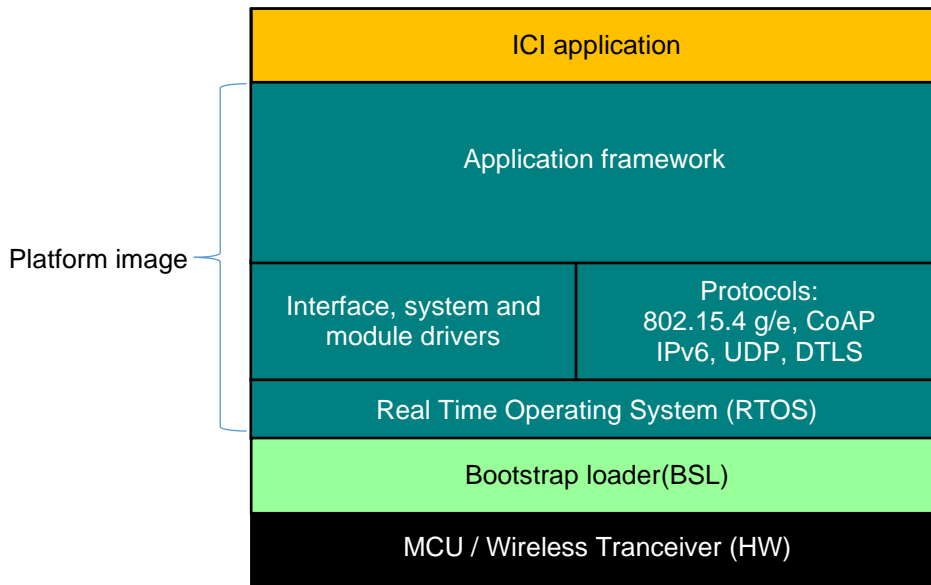 ICI application
Application framework
Platform image
Interface, system and
module drivers
Protocols:
802.15.4 g/e, CoAP
IPv6, UDP, DTLS
Real Time Operating System (RTOS)
Bootstrap loader(BSL)
MCU / Wireless Tranceiver (HW)